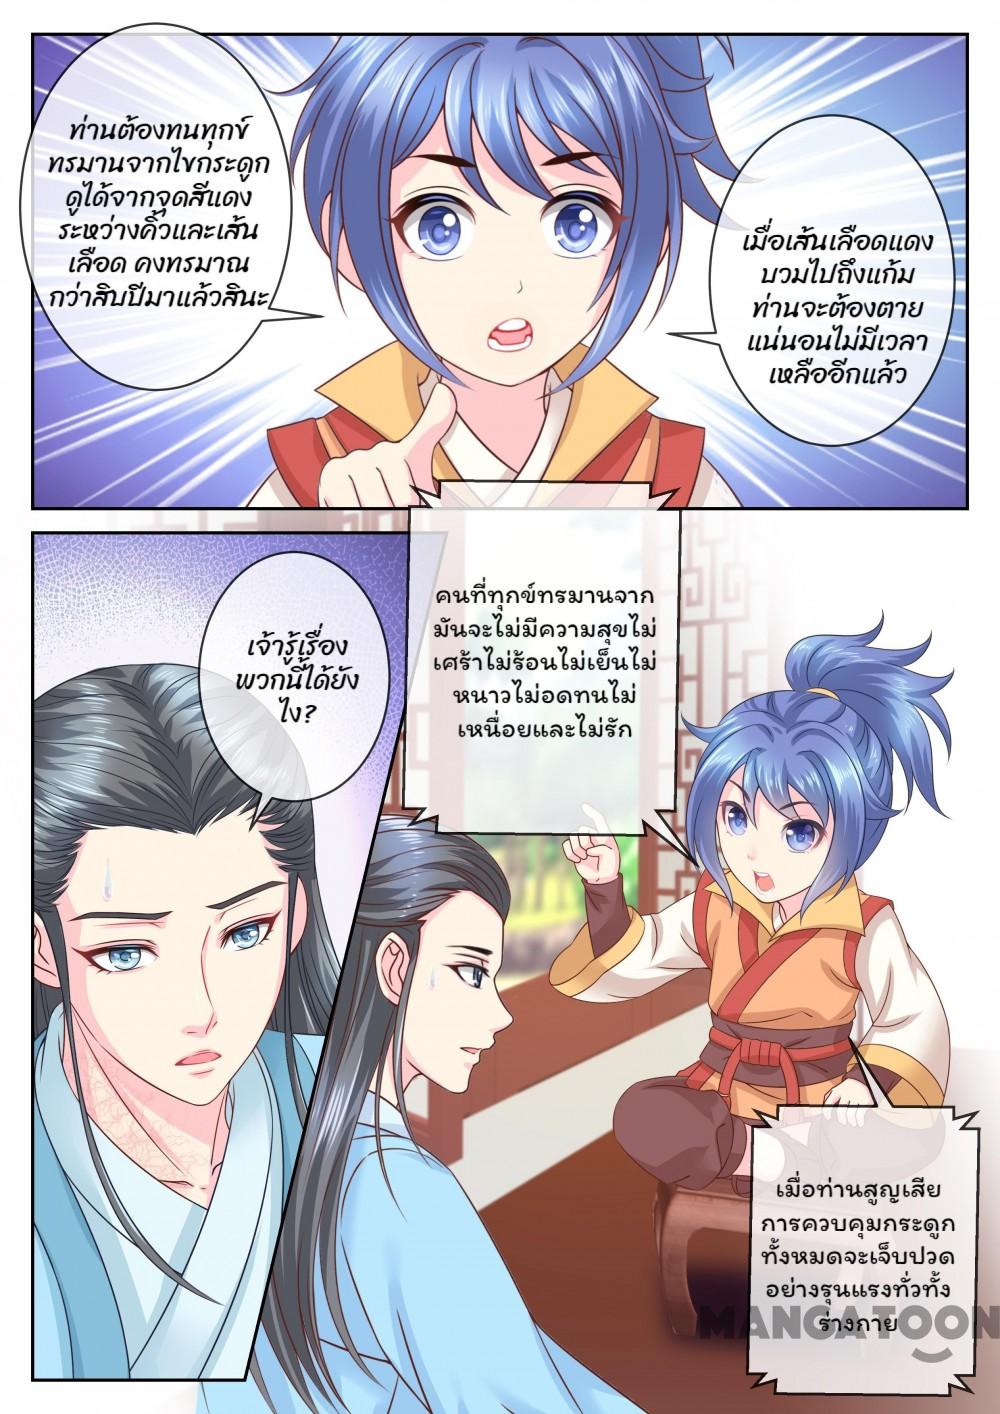 ท่านต้องทนทุกข์
ทรมานจากไขกระดูก
ดูได้จากจุดสีแดง
ระหว่างคิ้วและเส้น
เลือด คงทรมาณ
กว่าสิบปีมาแล้วสินะ
เมื่อเส้นเลือดแดง
บวมไปถึงแก้ม
ท่านจะต้องตาย
แน่นอนไม่มีเวลา
เหลืออีกแล้ว
เจ้ารู้เรื่อง
พวกนี้ได้ยัง
ไง?
คนที่ทุกข์ทรมานจาก
มันจะไม่มีความสุขไม่
เศร้าไม่ร้อนไม่เย็นไม่
หนาวไม่อดทนไม่
เหนื่อยและไม่รัก
เมื่อท่านสูญเสีย
การควบคุมกระดูก
ทั้งหมดจะเจ็บปวด
อย่างรุนแรงทั่วทั้ง
ร่างกาย
MANGATOON